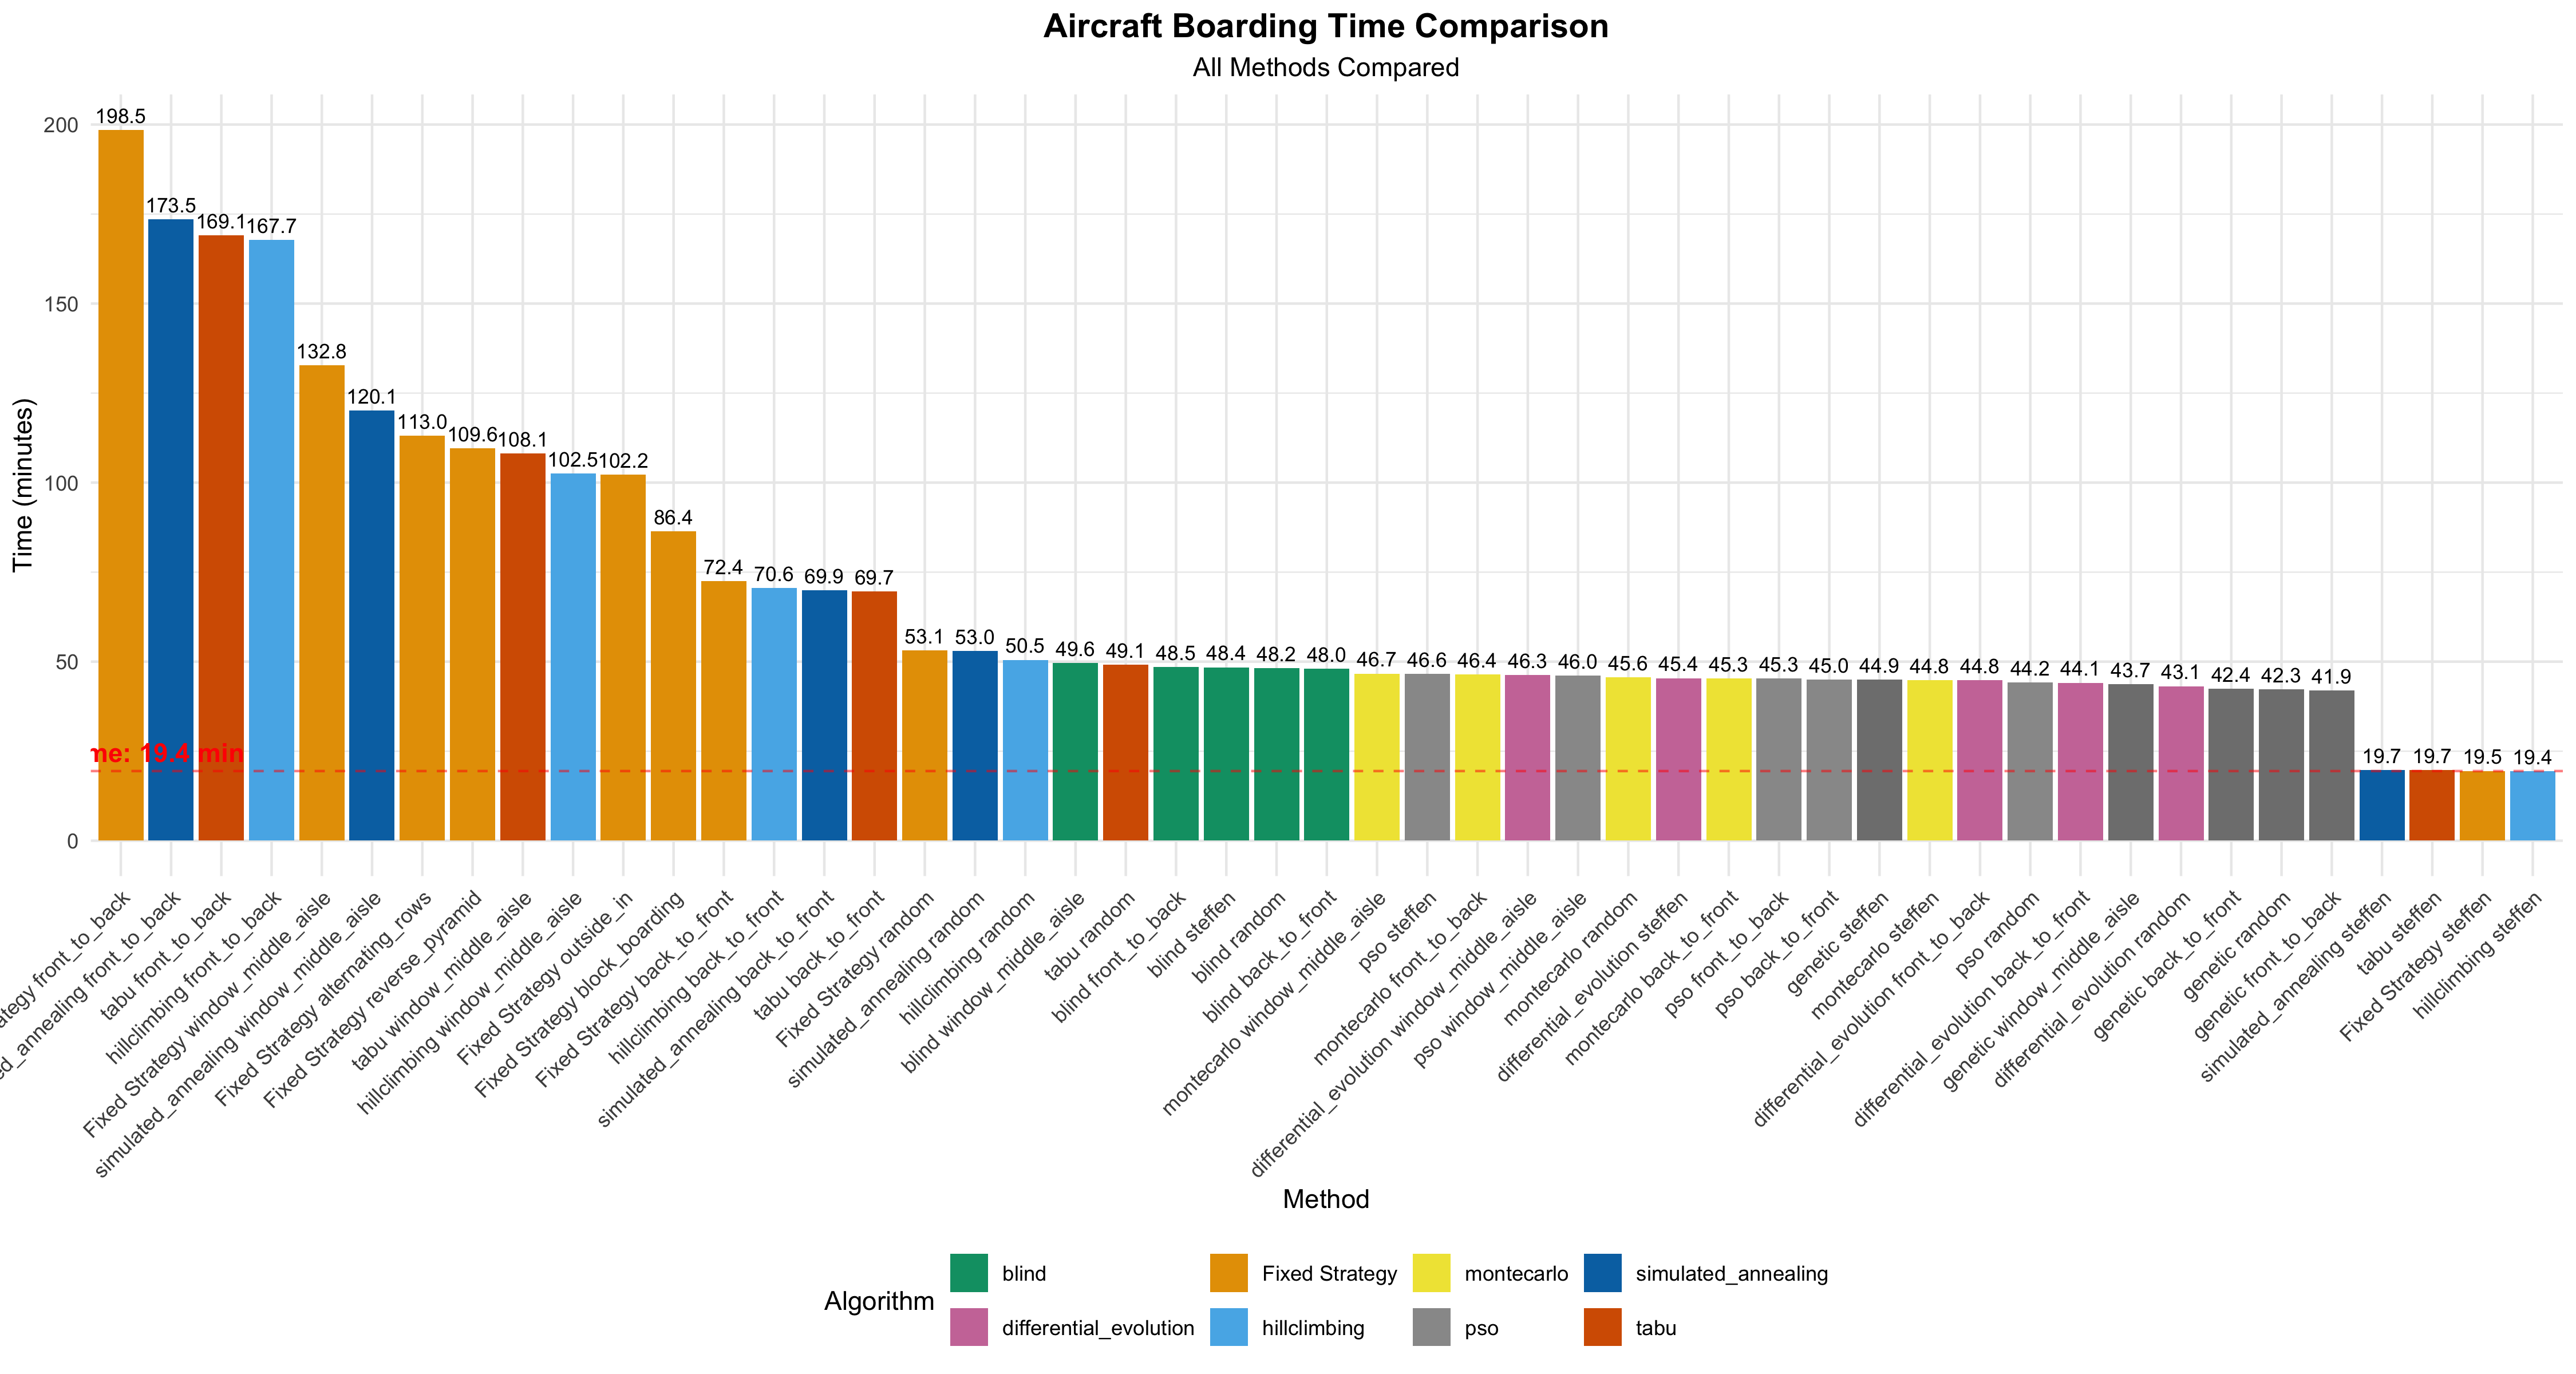 Aircraft Boarding Time Comparison
All Methods Compared
Time (minutes)
200
150
100
50
0
198.5
173.5
169.1
167.7
132.8
120.1
113.0
109.6
108.1
102.5
102.2
86.4
72.4
70.6
69.9
69.7
53.1
53.0
50.5
49.6
49.1
48.5
48.4
48.2
48.0
46.7
46.6
46.4
46.3
46.0
45.6
45.4
45.3
45.3
45.0
44.9
44.8
44.8
44.2
44.1
43.7
43.1
42.4
42.3
41.9
19.7
19.7
19.5
19.4
me: 19.4 min
ategy front_to_back
ed_annealing front_to_back
tabu front_to_back
hillclimbing front_to_back
Fixed Strategy window_middle_aisle
simulated_annealing window_middle_aisle
Fixed Strategy alternating_rows
Fixed Strategy reverse_pyramid
tabu window_middle_aisle
hillclimbing window_middle_aisle
Fixed Strategy outside_in
Fixed Strategy block_boarding
Fixed Strategy back_to_front
hillclimbing back_to_front
simulated_annealing back_to_front
tabu back_to_front
Fixed Strategy random
simulated_annealing random
hillclimbing random
blind window_middle_aisle
tabu random
blind front_to_back
blind steffen
blind random
blind back_to_front
montecarlo window_middle_aisle
pso steffen
montecarlo front_to_back
differential_evolution window_middle_aisle
pso window_middle_aisle
montecarlo random
differential_evolution steffen
montecarlo back_to_front
pso front_to_back
pso back_to_front
genetic steffen
montecarlo steffen
differential_evolution front_to_back
pso random
differential_evolution back_to_front
genetic window_middle_aisle
differential_evolution random
genetic back_to_front
genetic random
genetic front_to_back
simulated_annealing steffen
tabu steffen
Fixed Strategy steffen
hillclimbing steffen
Method
Algorithm
blind
Fixed Strategy
montecarlo
simulated_annealing
differential_evolution
hillclimbing
pso
tabu